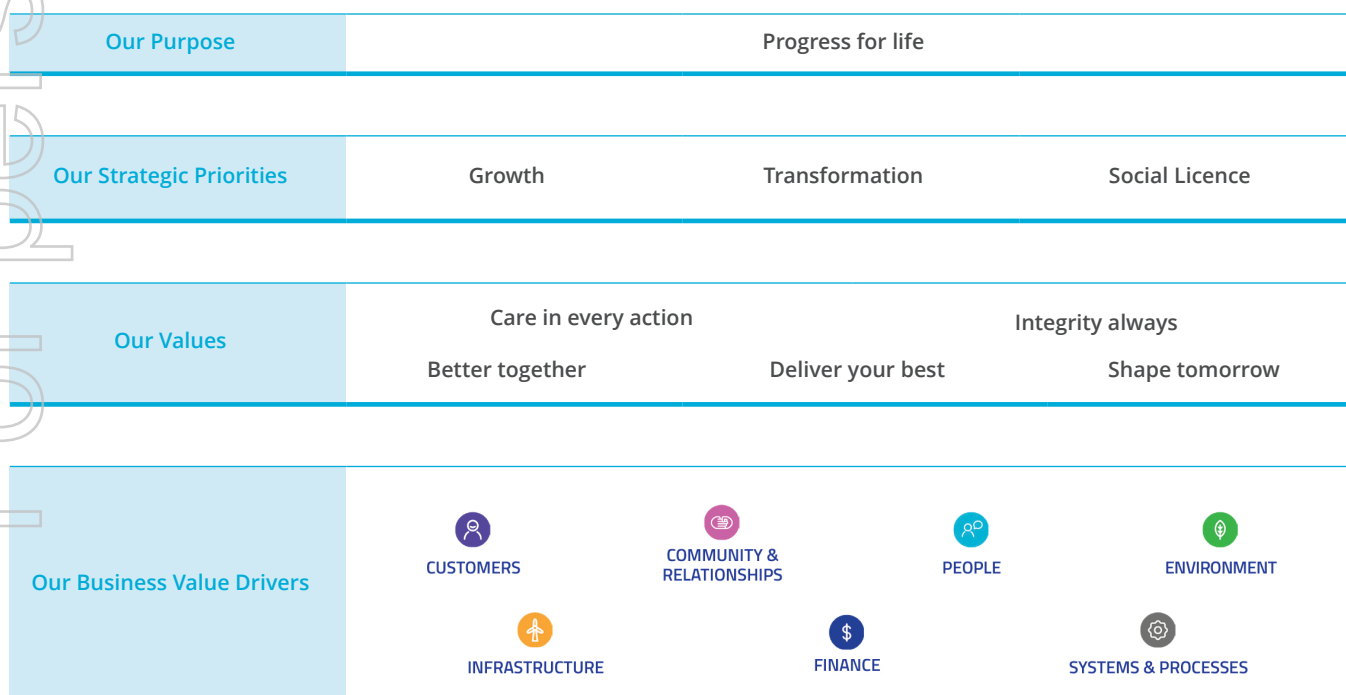 Our Purpose
Progress for life
Our Strategic Priorities
Growth
Transformation
Social Licence
Our Values
Care in every action
Integrity always
Better together
Deliver your best
Shape tomorrow
Our Business Value Drivers
CUSTOMERS
COMMUNITY &
RELATIONSHIPS
PEOPLE
ENVIRONMENT
INFRASTRUCTURE
$
FINANCE
SYSTEMS & PROCESSES